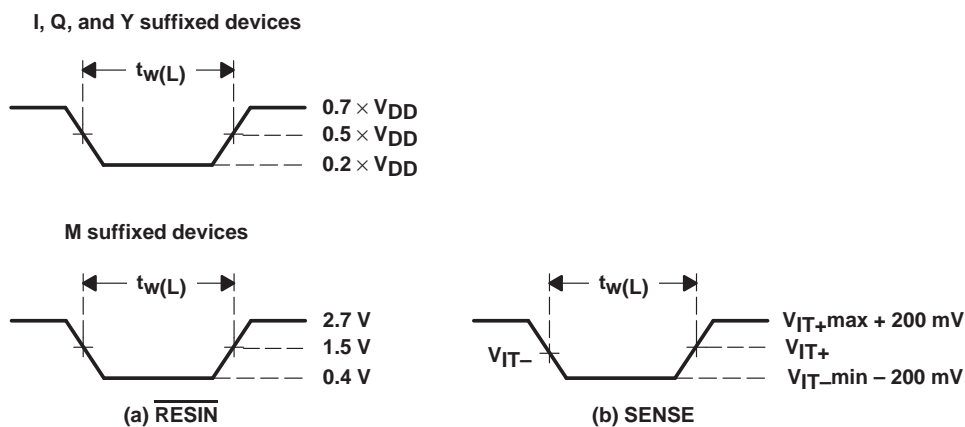 I, Q, and Y suffixed devices
tw(L)
0.7 × VDD
0.5 × VDD
0.2 × VDD
M suffixed devices
tw(L)
2.7 V
1.5 V
0.4 V
(a) RESIN
tw(L)
VIT–
VIT+max + 200 mV
VIT+
VIT–min – 200 mV
(b) SENSE